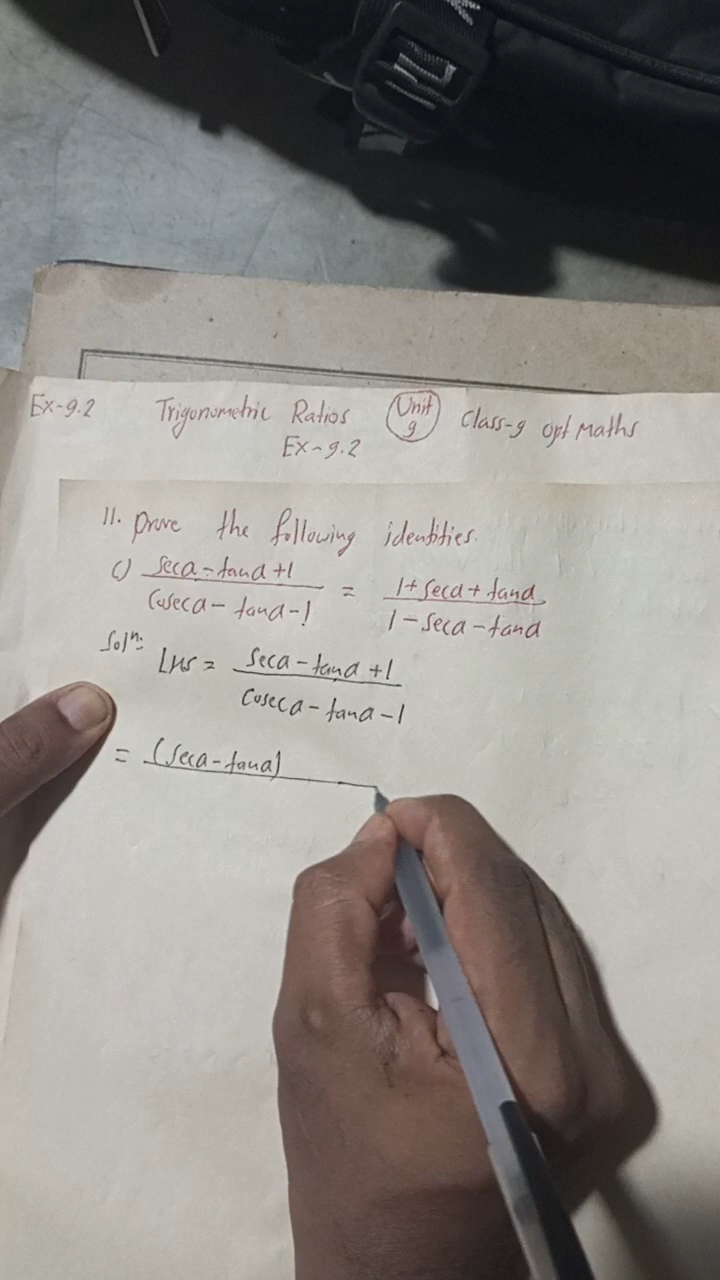 Ex-9.2 Trigonometric Ratios Unit 9 Class-9 opt Maths
Ex-9.2
11. prove the following identities.
c) seca-tana+1 / coseca-tana-1 = 1+seca+tana / 1-seca-tana
Solⁿ:
LHS = seca-tana+1 / coseca-tana-1
= (seca-tana)